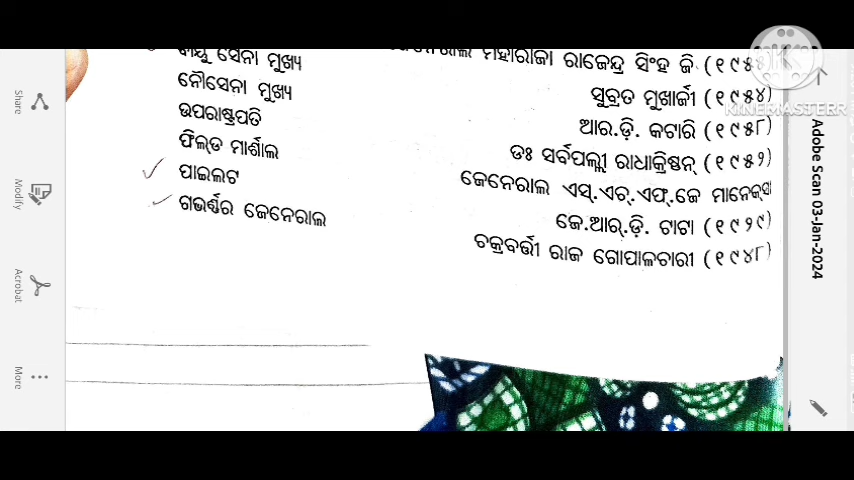 ବାୟୁ ସେନା ମୁଖ୍ୟ
ମହାରାଜା ରାଜେନ୍ଦ୍ର ସିଂହ ଜି (୧୯୫୫)
ନୌସେନା ମୁଖ୍ୟ
ସୁବ୍ରତ ମୁଖାର୍ଜୀ (୧୯୫୪)
ଉପରାଷ୍ଟ୍ରପତି
ଆର.ଡ଼ି. କଟାରି (୧୯୫୮)
ଫିଲ୍‌ଡ ମାର୍ଶାଲ
ଡଃ ସର୍ବପଲ୍ଲୀ ରାଧାକ୍ରିଷ୍ଣନ୍ (୧୯୫୨)
ପାଇଲଟ
ଜେନେରାଲ ଏସ୍.ଏଚ୍.ଏଫ୍.ଜେ ମାନେକ୍‌ସା
ଗଭର୍ଣ୍ଣର ଜେନେରାଲ
ଜେ.ଆର୍.ଡ଼ି. ଟାଟା (୧୯୨୯)
ଚକ୍ରବର୍ତ୍ତୀ ରାଜ ଗୋପାଳଚାରୀ (୧୯୪୮)
Share
Modify
Acrobat
More
Adobe Scan 03-Jan-2024
KINEMASTER